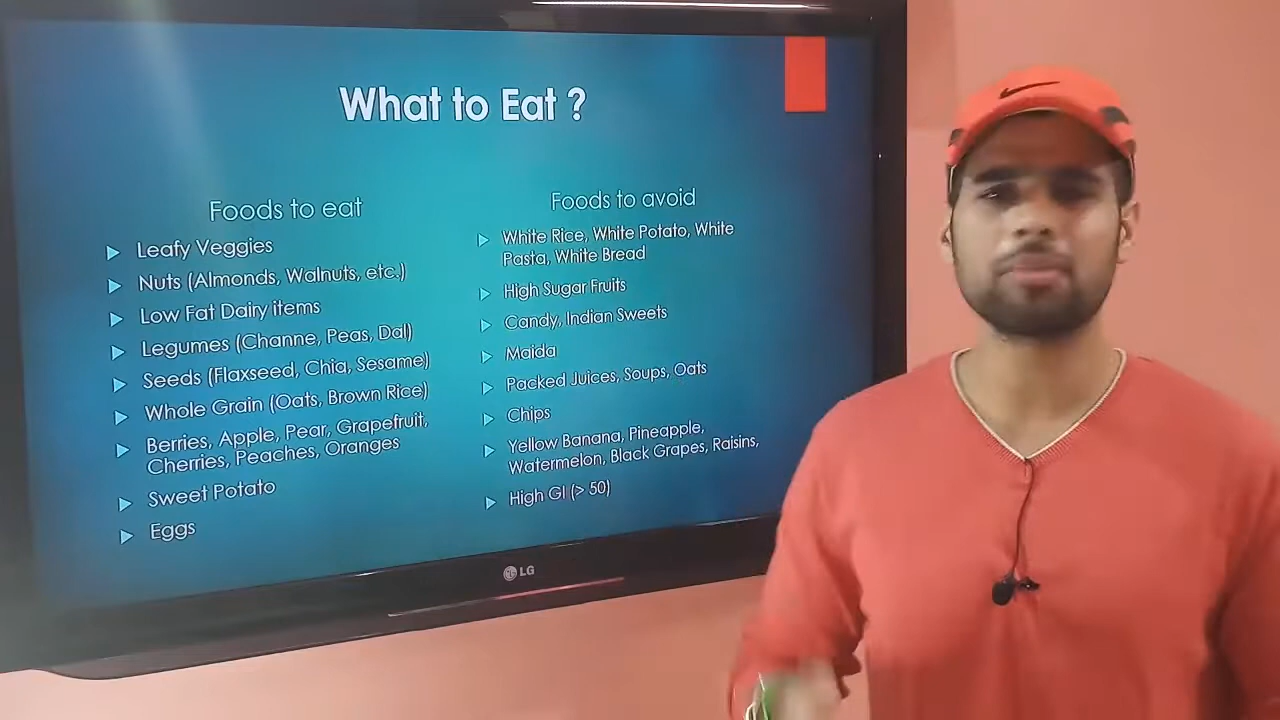 What to Eat ?
Foods to eat
Leafy Veggies
Nuts (Almonds, Walnuts, etc.)
Low Fat Dairy items
Legumes (Channe, Peas, Dal)
Seeds (Flaxseed, Chia, Sesame)
Whole Grain (Oats, Brown Rice)
Berries, Apple, Pear, Grapefruit,
Cherries, Peaches, Oranges
Sweet Potato
Eggs
Foods to avoid
White Rice, White Potato, White
Pasta, White Bread
High Sugar Fruits
Candy, Indian Sweets
Maida
Packed Juices, Soups, Oats
Chips
Yellow Banana, Pineapple,
Watermelon, Black Grapes, Raisins,
High GI (> 50)
LG